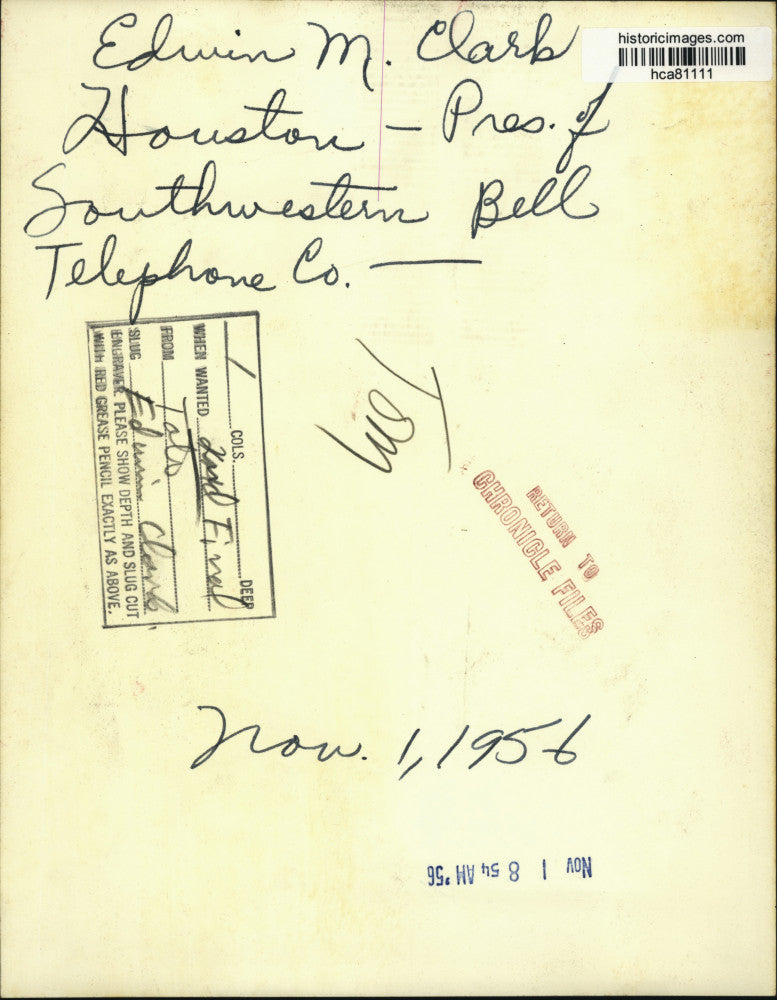 historicimages.com
hca81111
Edwin M. Clark
Houston - Pres. of
Southwestern Bell
Telephone Co. —
1 COLS. DEEP
WHEN WANTED 2nd Final
FROM
SLUG Edwin Clark
ENGRAVER PLEASE SHOW DEPTH AND SLUG CUT
WITH RED GREASE PENCIL EXACTLY AS ABOVE.
RETURN TO
CHRONICLE FILES
Nov. 1, 1956
NOV 1 8 54 AM '56